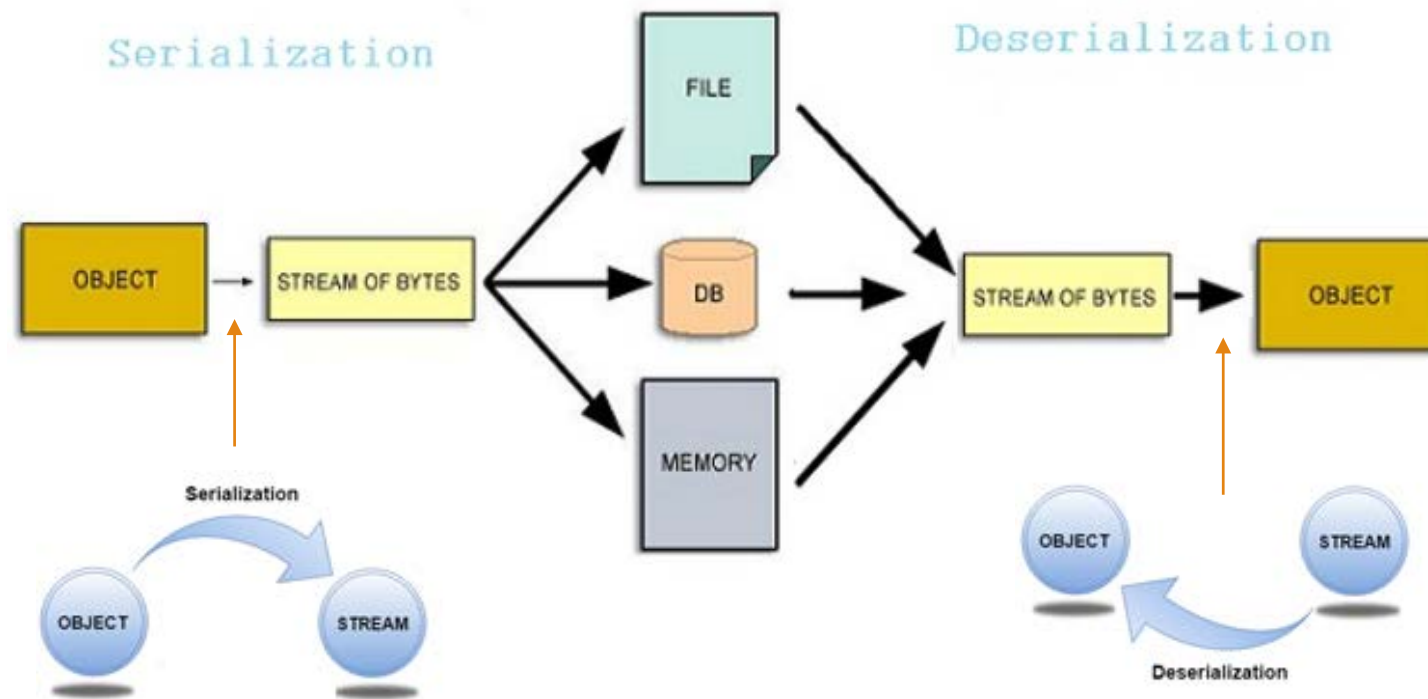 Serialization
Deserialization
FILE
OBJECT
STREAM OF BYTES
DB
STREAM OF BYTES
OBJECT
MEMORY
Serialization
OBJECT
STREAM
OBJECT
STREAM
Deserialization